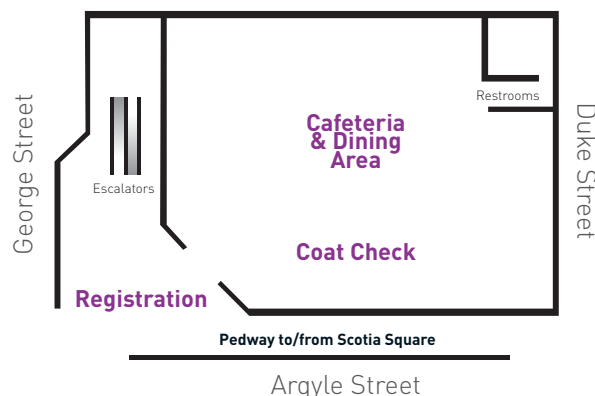 Restrooms
Cafeteria
& Dining
Area
George Street
Duke Street
Escalators
Coat Check
Registration
Pedway to/from Scotia Square
Argyle Street